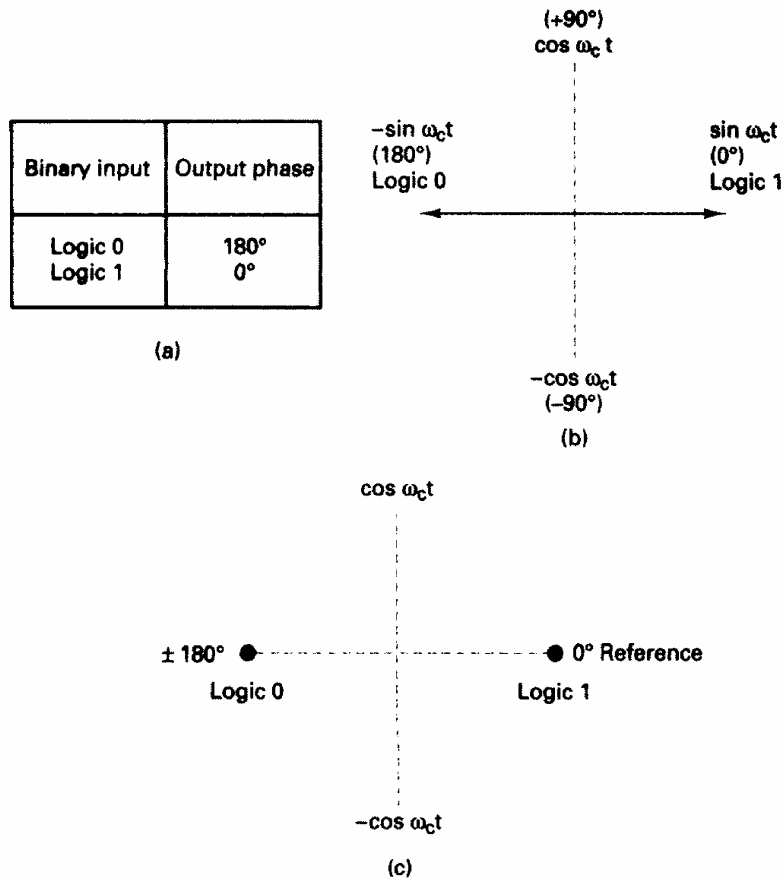 Binary input Output phase
Logic 0 180°
Logic 1 0°
(a)
(+90°)
cos ωc t
−sin ωct
(180°)
Logic 0
sin ωct
(0°)
Logic 1
−cos ωct
(−90°)
(b)
cos ωct
± 180°
Logic 0
0° Reference
Logic 1
−cos ωct
(c)